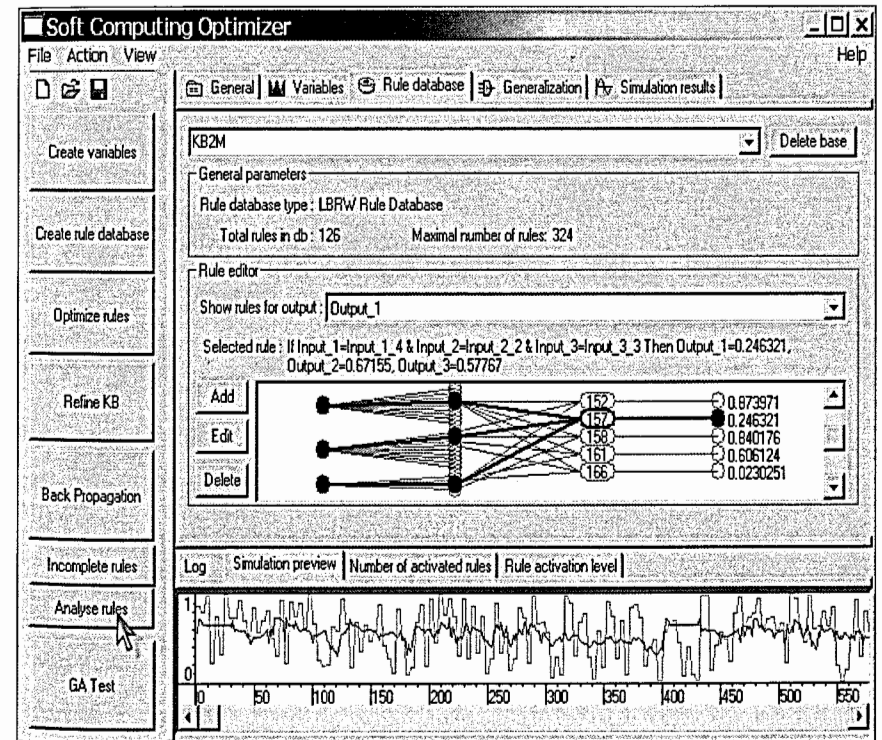 Soft Computing Optimizer
File Action View Help
General Variables Rule database Generalization Simulation results
Create variables
Create rule database
Optimize rules
Refine KB
Back Propagation
Incomplete rules
Analyse rules
GA Test
KB2M Delete base
General parameters
Rule database type : LBRW Rule Database
Total rules in db : 126 Maximal number of rules: 324
Rule editor
Show rules for output : Output_1
Selected rule : If Input_1=Input_1_4 & Input_2=Input_2_2 & Input_3=Input_3_3 Then Output_1=0.246321,
Output_2=0.67155, Output_3=0.57767
Add
Edit
Delete
152 0.873971
157 0.246321
158 0.840176
161 0.606124
166 0.0230251
Log Simulation preview Number of activated rules Rule activation level
1
0
0 50 100 150 200 250 300 350 400 450 500 550